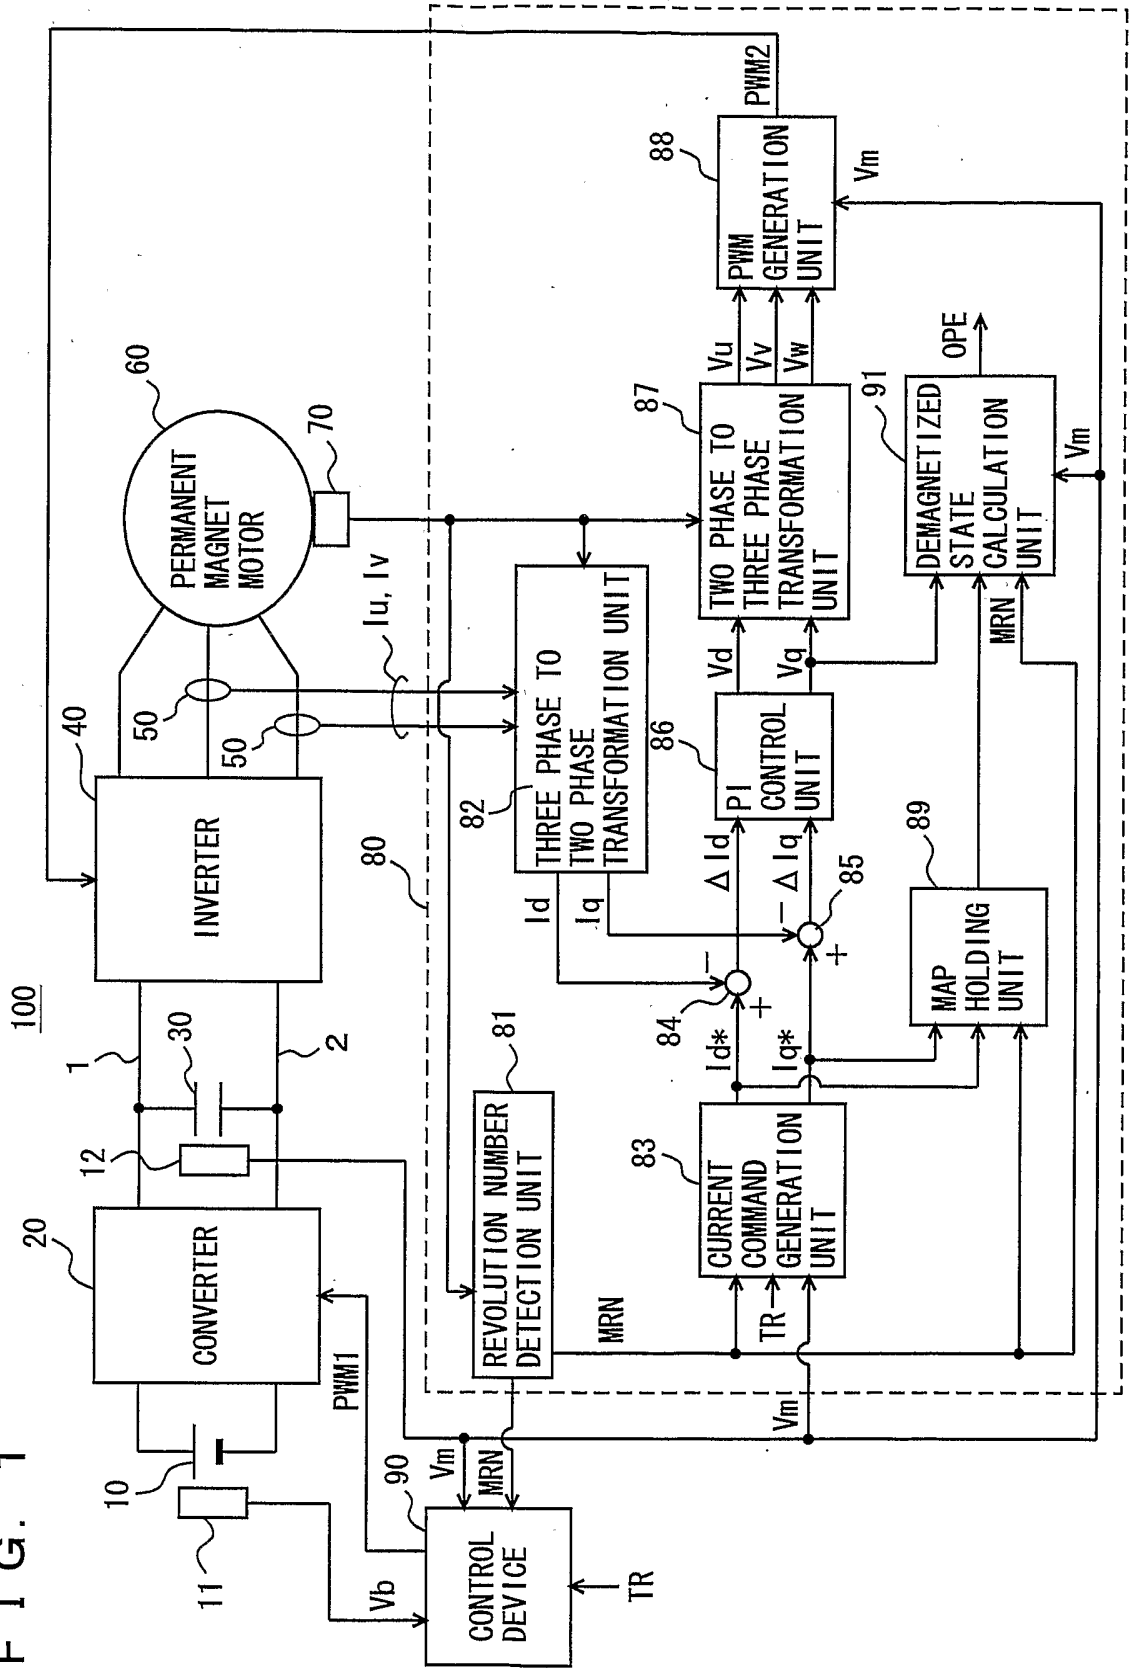 FIG. 1
100
10
11
20
CONVERTER
12
30
1
2
40
INVERTER
50
50
60
PERMANENT
MAGNET
MOTOR
70
Iu, Iv
Vb
PWM1
90
CONTROL
DEVICE
TR
Vm
MRN
80
81
REVOLUTION NUMBER
DETECTION UNIT
MRN
82
THREE PHASE TO
TWO PHASE
TRANSFORMATION UNIT
Id
Iq
83
CURRENT
COMMAND
GENERATION
UNIT
TR
Vm
Id*
Iq*
84
−
+
85
−
+
ΔId
ΔIq
86
PI
CONTROL
UNIT
Vd
Vq
87
TWO PHASE TO
THREE PHASE
TRANSFORMATION
UNIT
Vu
Vv
Vw
88
PWM
GENERATION
UNIT
PWM2
Vm
89
MAP
HOLDING
UNIT
MRN
91
DEMAGNETIZED
STATE
CALCULATION
UNIT
OPE
Vm